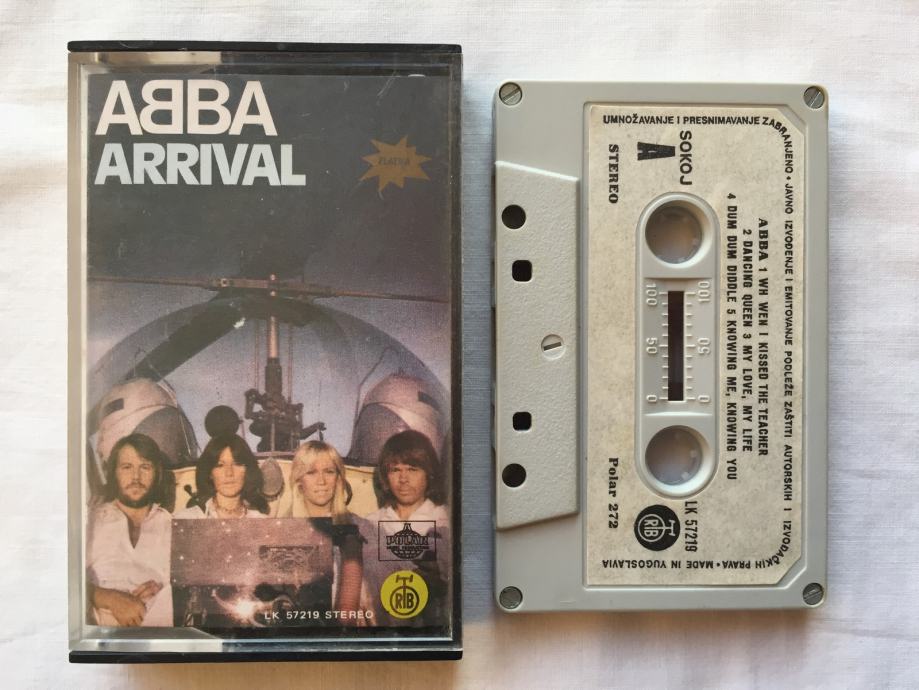 ABBA
ARRIVAL
ZLATNA
POLAR
RTB
LK 57219 STEREO
UMNOŽAVANJE I PRESNIMAVANJE ZABRANJENO • JAVNO IZVOĐENJE I EMITOVANJE PODLEŽE ZAŠTITI AUTORSKIH I IZVOĐAČKIH PRAVA • MADE IN YUGOSLAVIA
SOKOJ
A
STEREO
ABBA 1 WH WEN I KISSED THE TEACHER
2 DANCING QUEEN 3 MY LOVE, MY LIFE
4 DUM DUM DIDDLE 5 KNOWING ME, KNOWING YOU
100 50 0
100 50 0
LK 57219
RTB
Polar 272